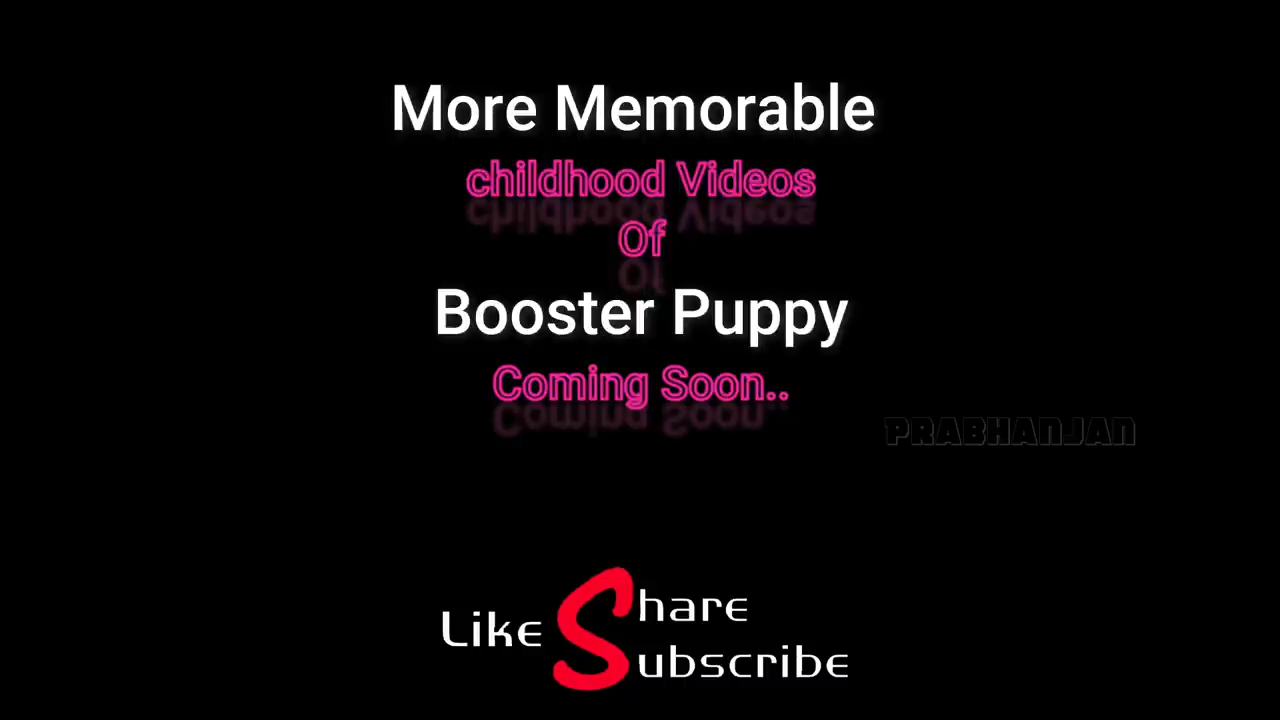 More Memorable
childhood Videos
Of
Booster Puppy
Coming Soon..
PRABHANJAN
Like Share
Subscribe